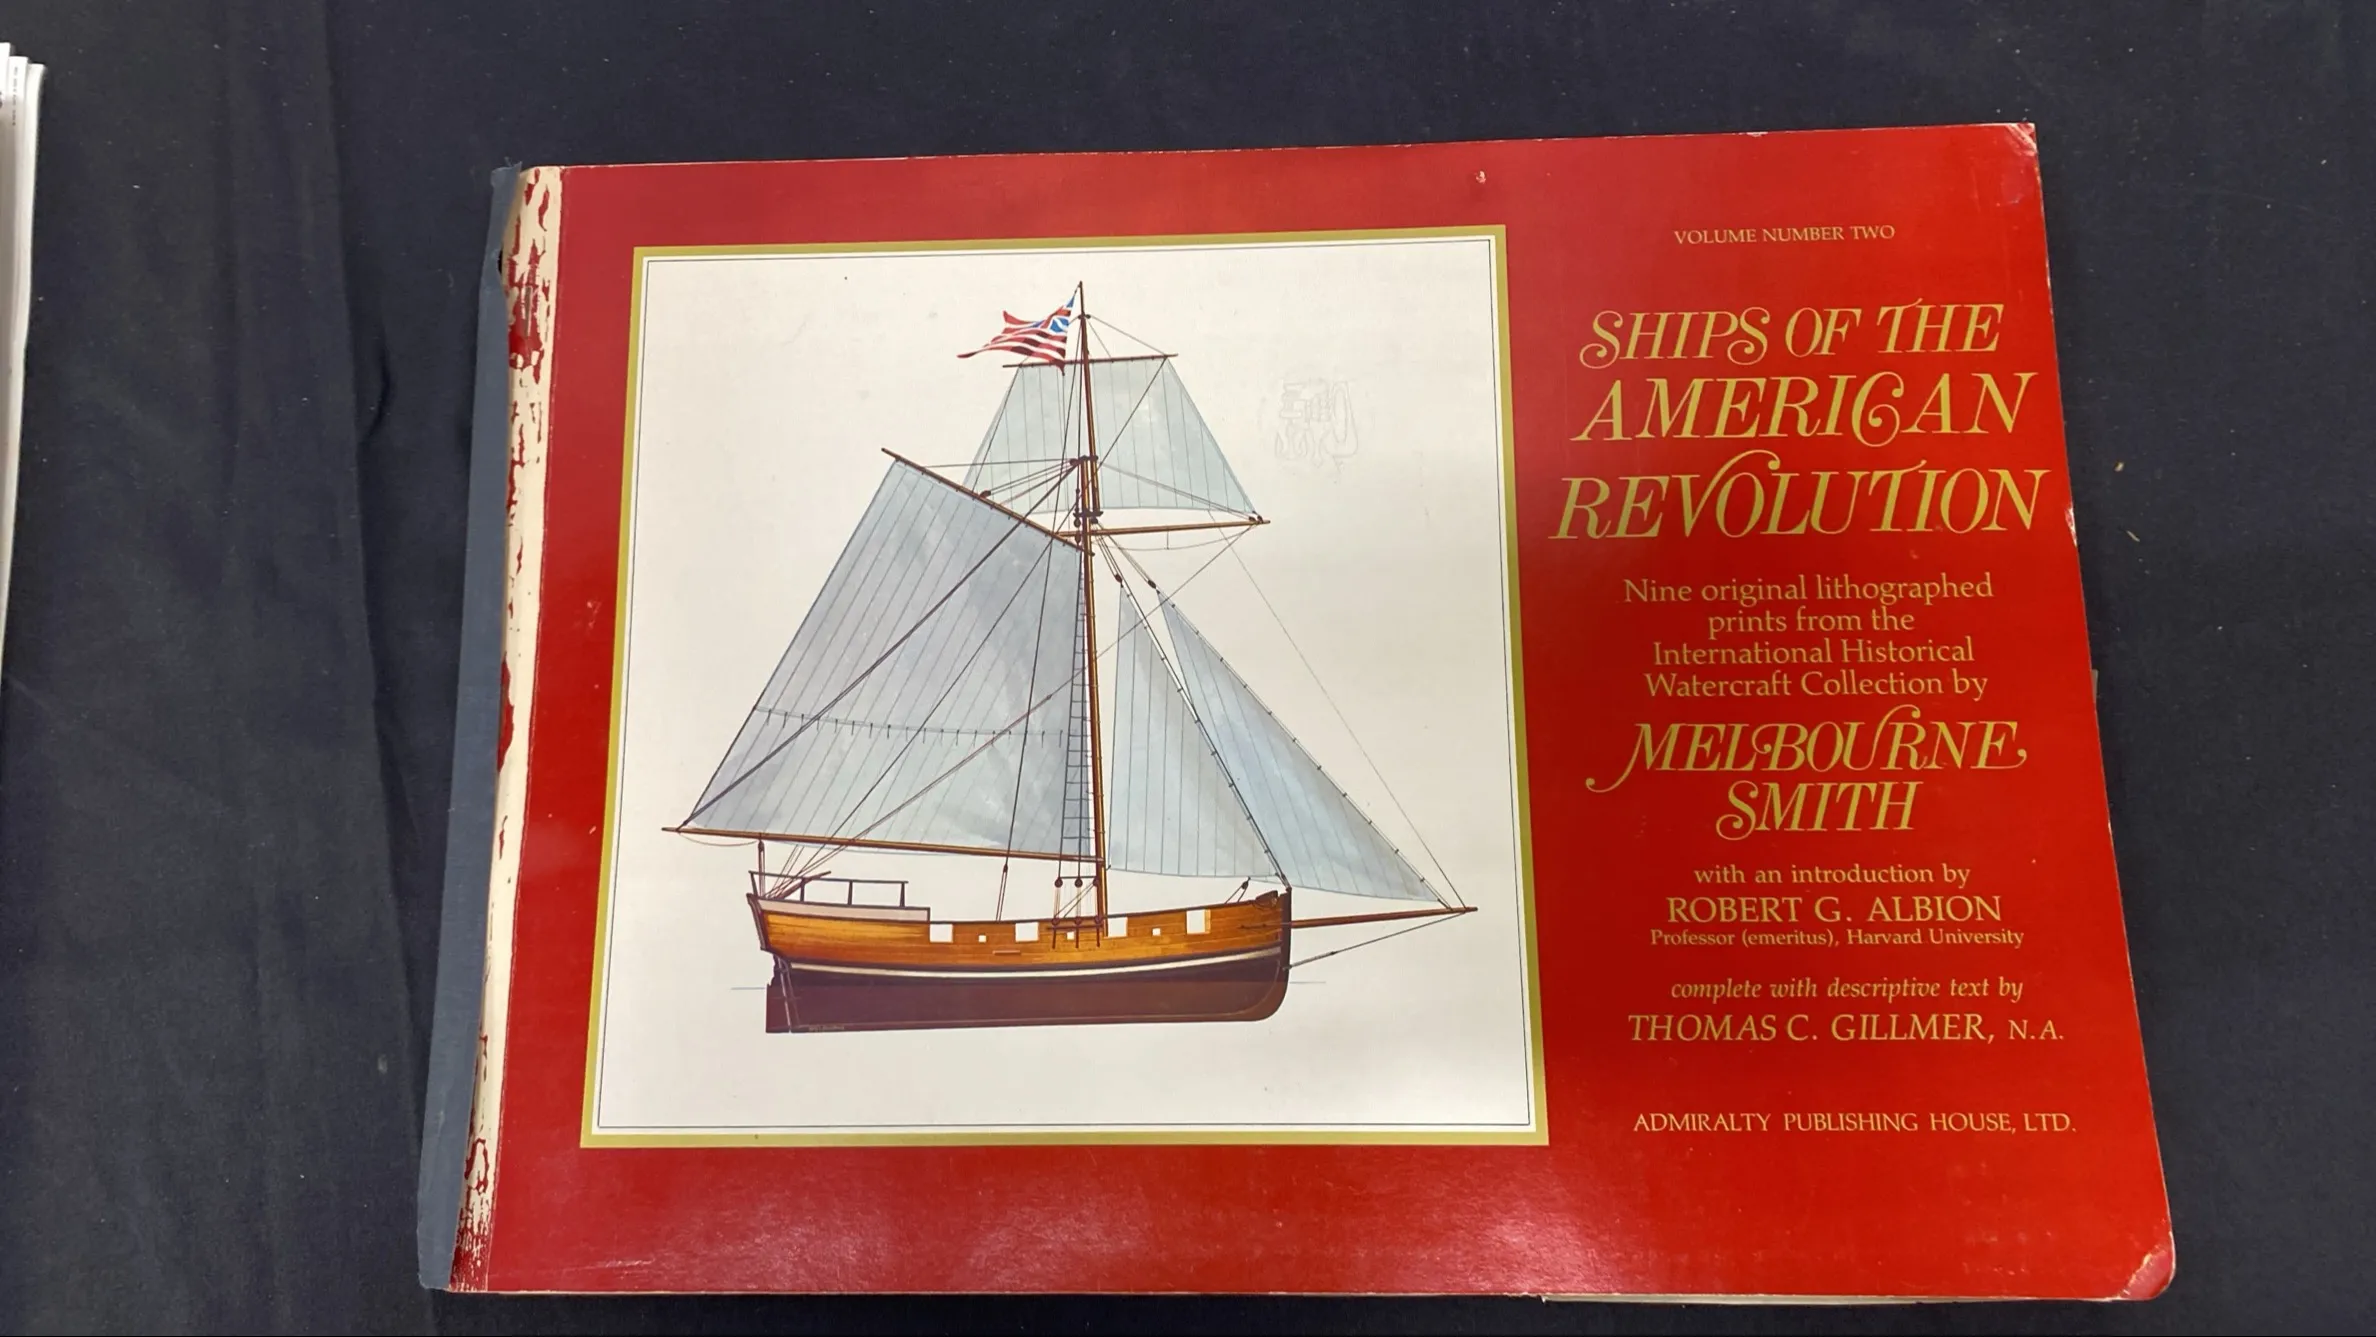 VOLUME NUMBER TWO
SHIPS OF THE
AMERICAN
REVOLUTION
Nine original lithographed
prints from the
International Historical
Watercraft Collection by
MELBOURNE
SMITH
with an introduction by
ROBERT G. ALBION
Professor (emeritus), Harvard University
complete with descriptive text by
THOMAS C. GILLMER, N.A.
ADMIRALTY PUBLISHING HOUSE, LTD.